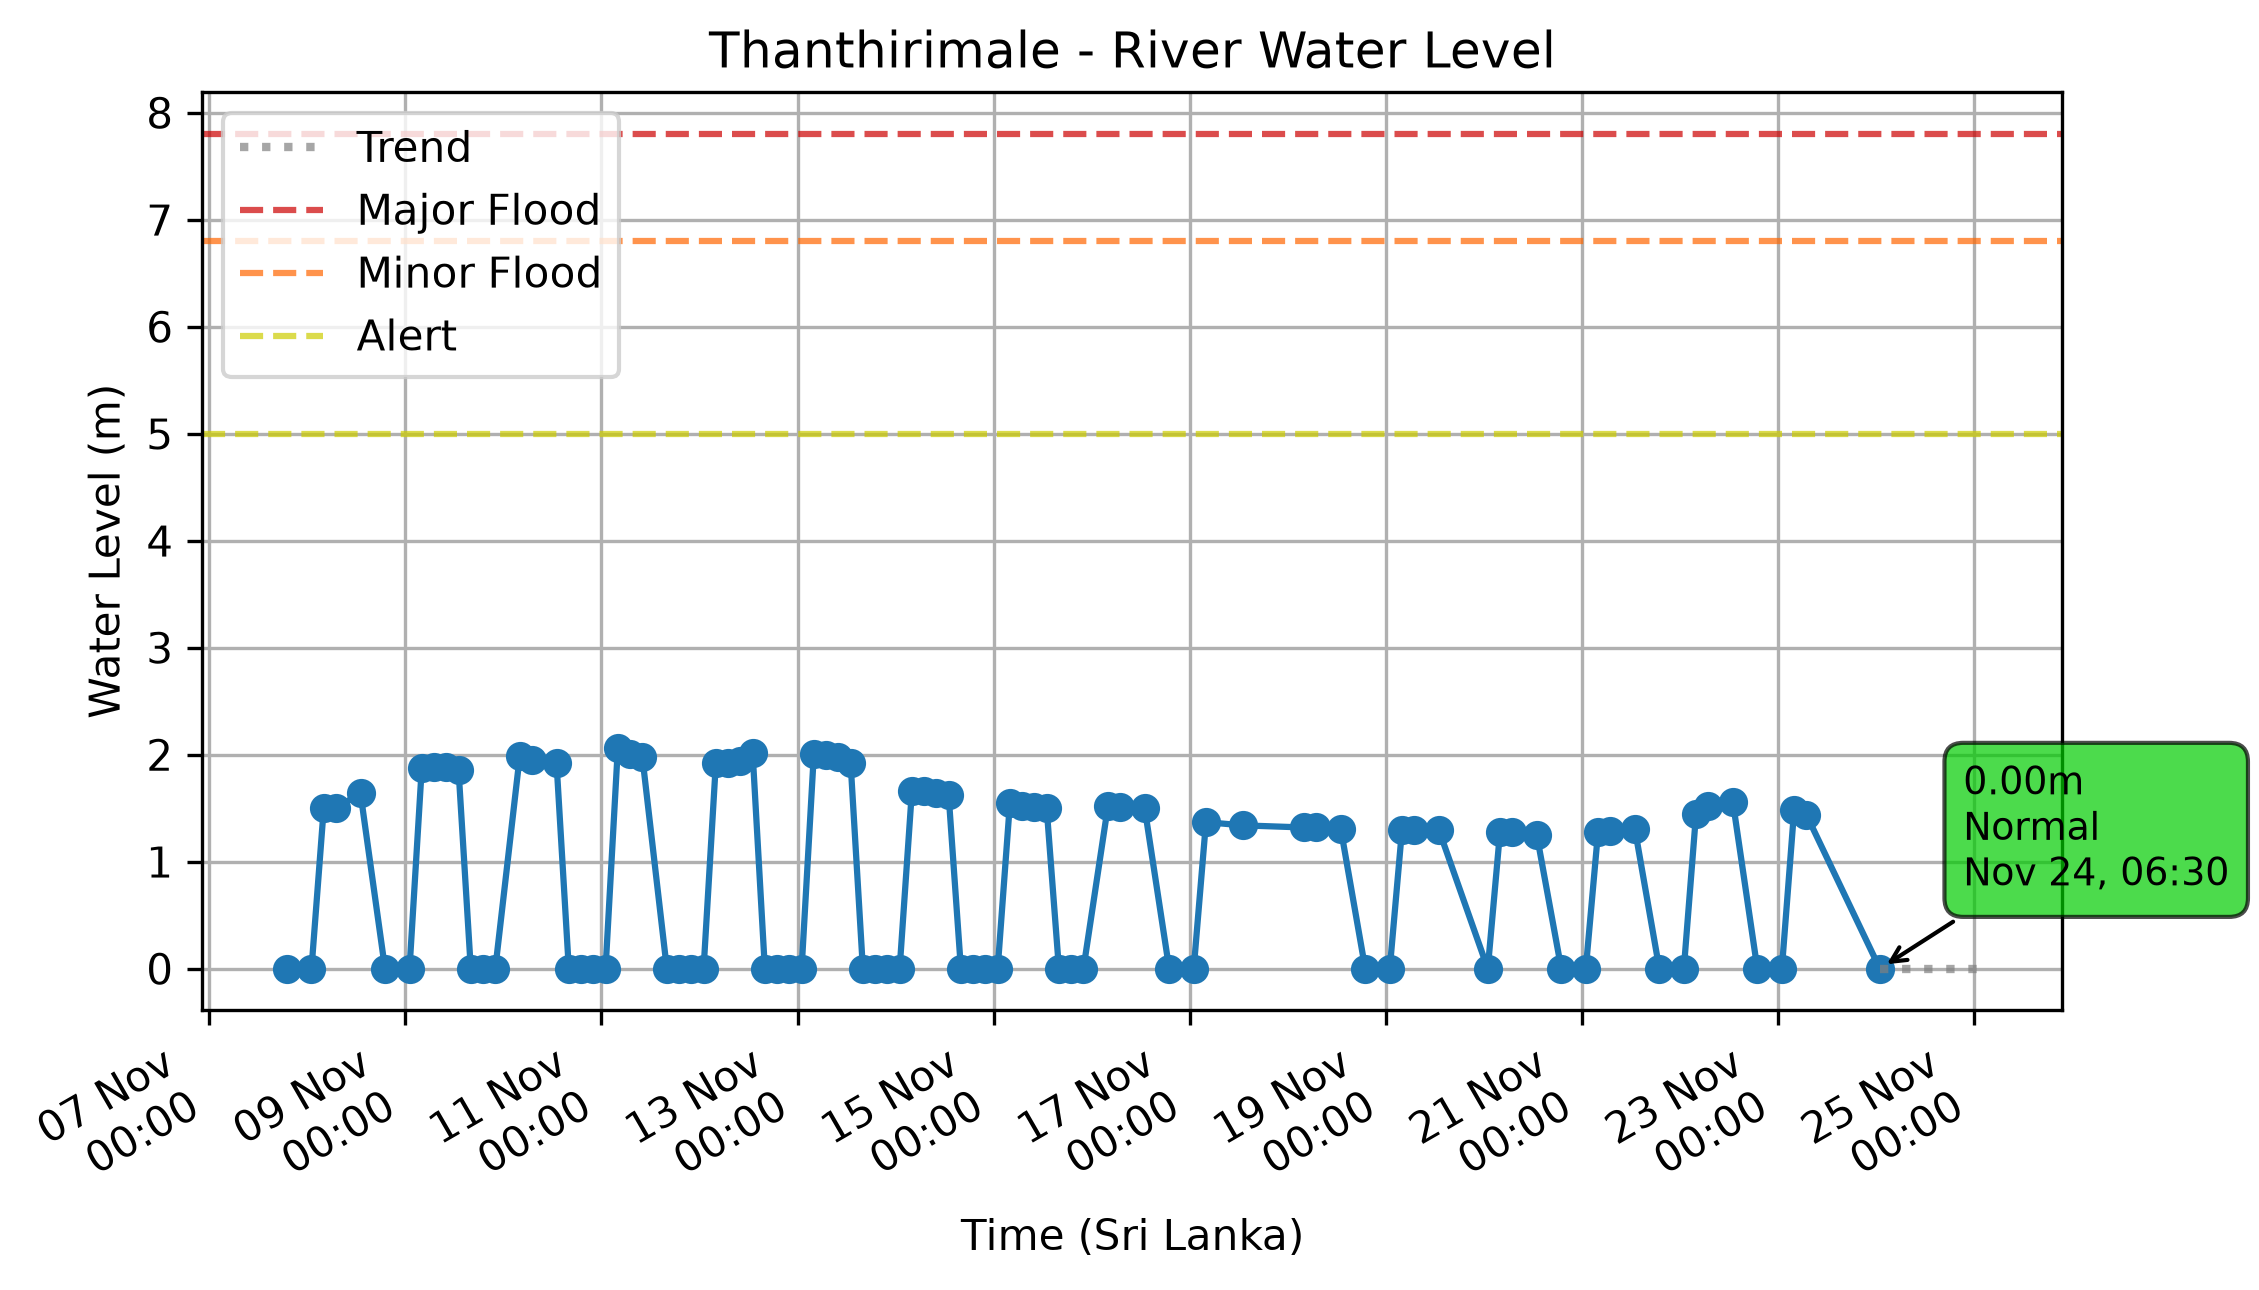 Thanthirimale - River Water Level
8
7
6
5
4
3
2
1
0
Water Level (m)
Trend
Major Flood
Minor Flood
Alert
0.00m
Normal
Nov 24, 06:30
07 Nov
00:00
09 Nov
00:00
11 Nov
00:00
13 Nov
00:00
15 Nov
00:00
17 Nov
00:00
19 Nov
00:00
21 Nov
00:00
23 Nov
00:00
25 Nov
00:00
Time (Sri Lanka)